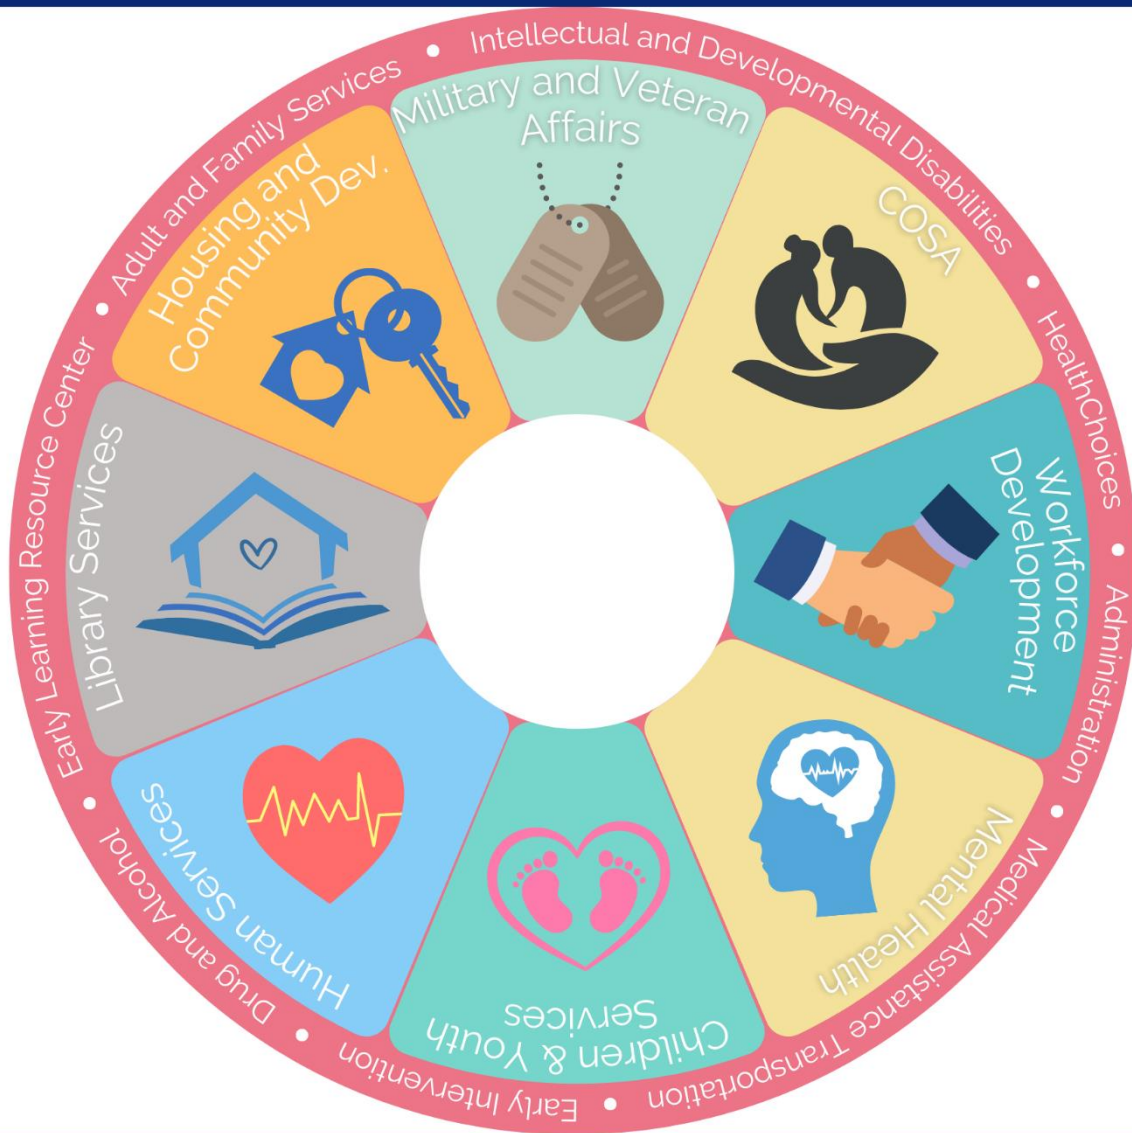 Intellectual and Developmental Disabilities
•
HealthChoices
•
Administration
•
Medical Assistance Transportation
•
Early Intervention
•
Drug and Alcohol
•
Early Learning Resource Center
•
Adult and Family Services
•
Military and Veteran
Affairs
COSA
Workforce
Development
Mental Health
Children & Youth
Services
Human Services
Library Services
Housing and
Community Dev.